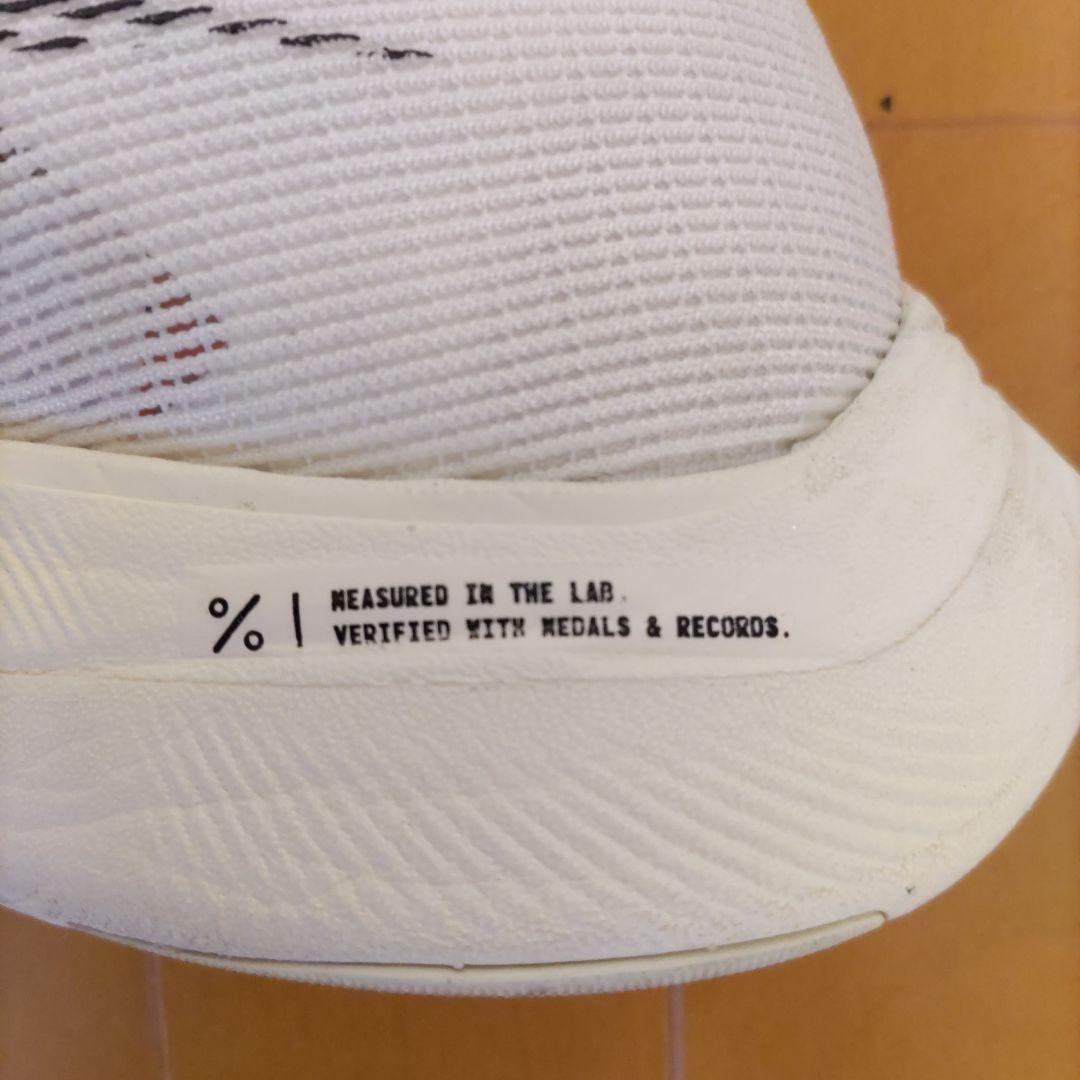 % | MEASURED IN THE LAB.
VERIFIED WITH MEDALS & RECORDS.